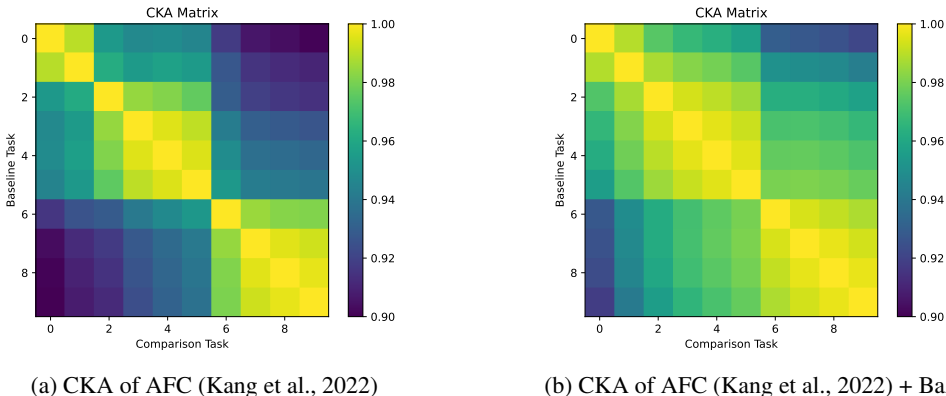 CKA Matrix
0
2
4
6
8
Baseline Task
0 2 4 6 8
Comparison Task
1.00
0.98
0.96
0.94
0.92
0.90
(a) CKA of AFC (Kang et al., 2022)
CKA Matrix
0
2
4
6
8
Baseline Task
0 2 4 6 8
Comparison Task
1.00
0.98
0.96
0.94
0.92
0.90
(b) CKA of AFC (Kang et al., 2022) + Ba